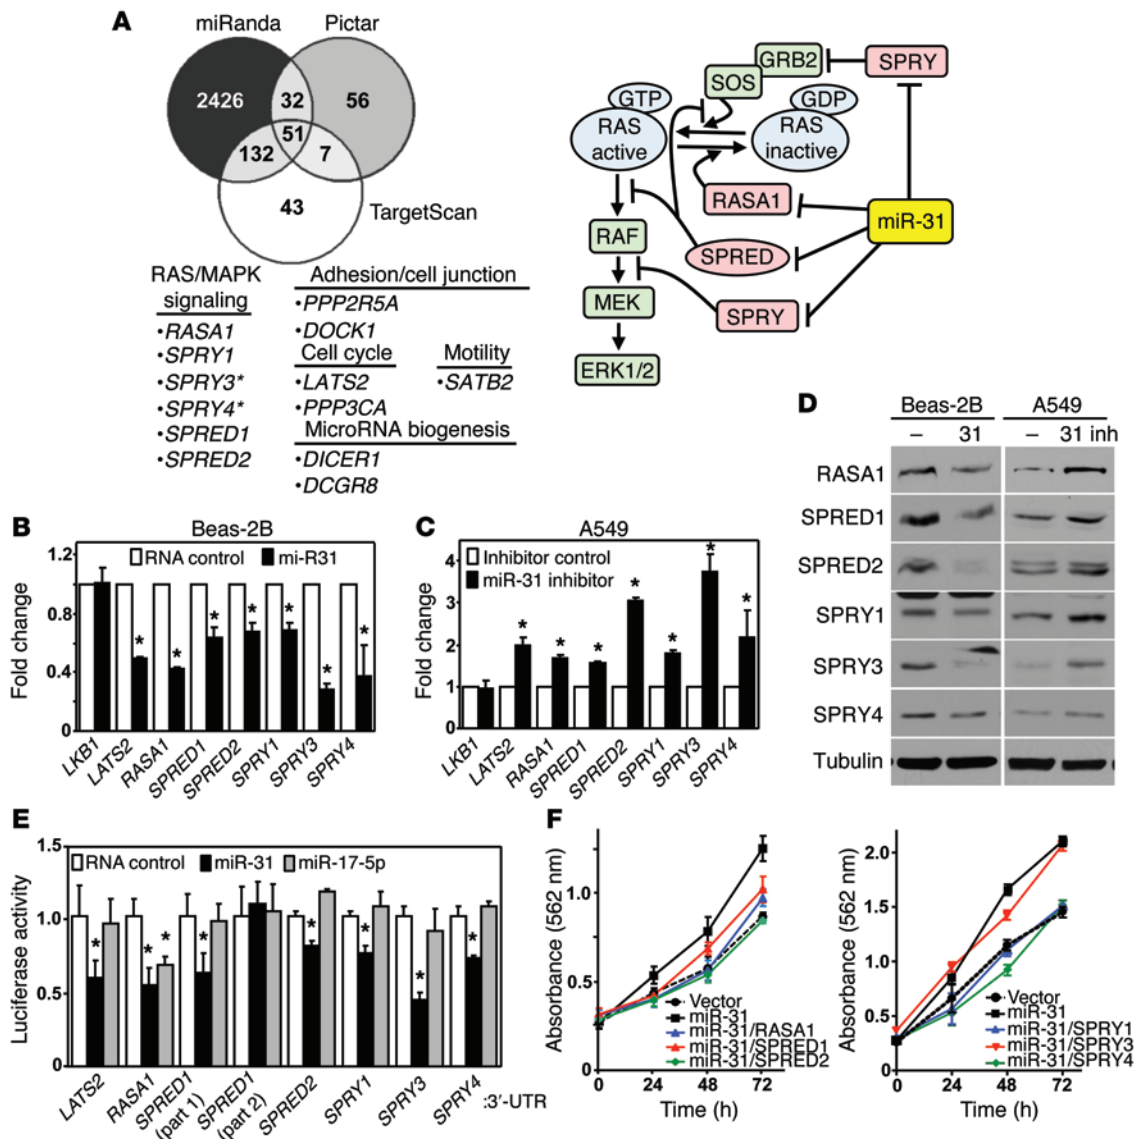 A
miRanda
Pictar
2426
32
56
51
132
7
43
TargetScan
RAS/MAPK
signaling
•RASA1
•SPRY1
•SPRY3*
•SPRY4*
•SPRED1
•SPRED2
Adhesion/cell junction
•PPP2R5A
•DOCK1
Cell cycle
•LATS2
•PPP3CA
Motility
•SATB2
MicroRNA biogenesis
•DICER1
•DCGR8
GRB2
SPRY
SOS
GTP
GDP
RAS
active
RAS
inactive
RASA1
miR-31
RAF
SPRED
MEK
SPRY
ERK1/2
B
Beas-2B
RNA control
mi-R31
Fold change
1.2
0.8
0.4
0
* * * * * * *
LKB1
LATS2
RASA1
SPRED1
SPRED2
SPRY1
SPRY3
SPRY4
C
A549
Inhibitor control
miR-31 inhibitor
Fold change
4
3
2
1
0
* * * * * * *
LKB1
LATS2
RASA1
SPRED1
SPRED2
SPRY1
SPRY3
SPRY4
D
Beas-2B A549
– 31 – 31 inh
RASA1
SPRED1
SPRED2
SPRY1
SPRY3
SPRY4
Tubulin
E
RNA control
miR-31
miR-17-5p
Luciferase activity
1.5
1.0
0.5
0
* * * * * * * *
LATS2
RASA1
SPRED1
(part 1)
SPRED1
(part 2)
SPRED2
SPRY1
SPRY3
SPRY4
:3′-UTR
F
Absorbance (562 nm)
1.0
0.5
0
Vector
miR-31
miR-31/RASA1
miR-31/SPRED1
miR-31/SPRED2
0 24 48 72
Time (h)
Absorbance (562 nm)
2.0
1.5
1.0
0.5
0
Vector
miR-31
miR-31/SPRY1
miR-31/SPRY3
miR-31/SPRY4
0 24 48 72
Time (h)